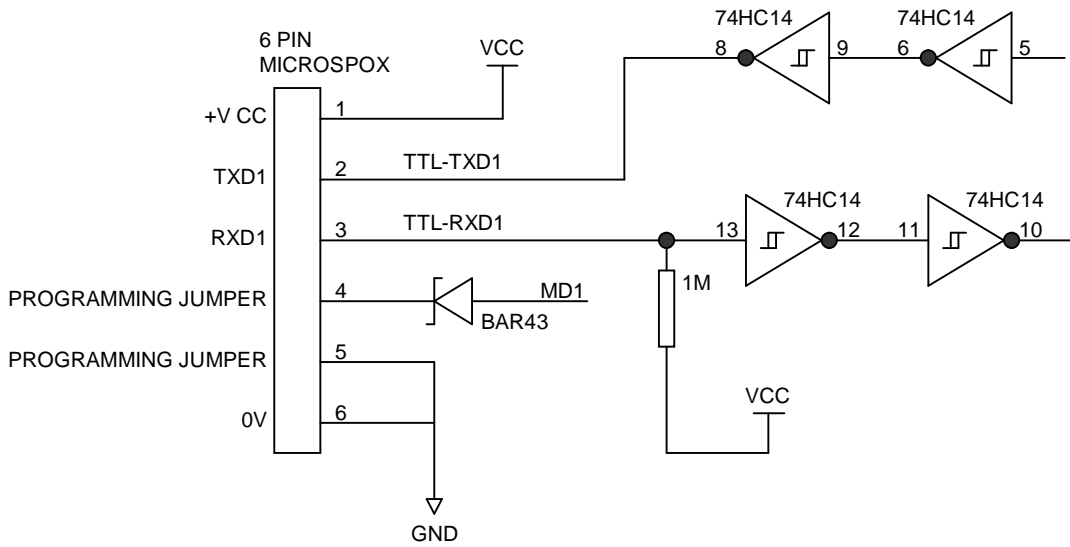 74HC14
74HC14
6 PIN
MICROSPOX
VCC
8
9
6
5
+V CC
1
TXD1
2
TTL-TXD1
74HC14
74HC14
RXD1
3
TTL-RXD1
13
12
11
10
PROGRAMMING JUMPER
4
MD1
1M
BAR43
PROGRAMMING JUMPER
5
VCC
0V
6
GND